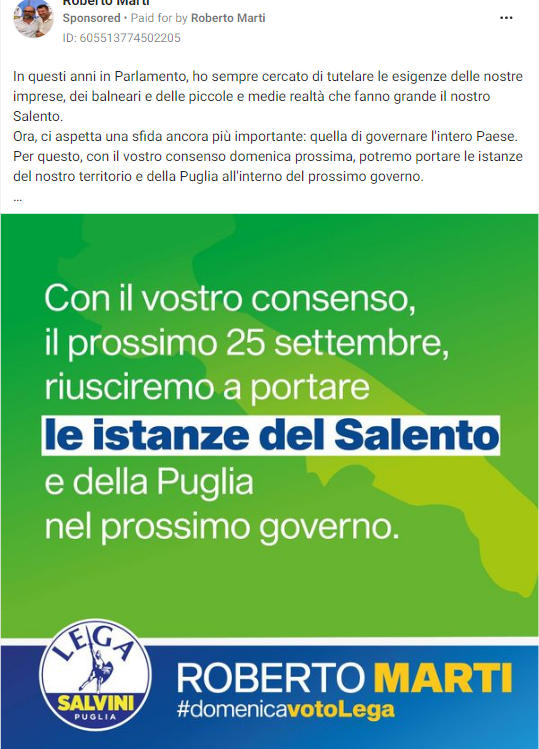 Roberto Marti
Sponsored • Paid for by Roberto Marti
ID: 605513774502205
In questi anni in Parlamento, ho sempre cercato di tutelare le esigenze delle nostre
imprese, dei balneari e delle piccole e medie realtà che fanno grande il nostro
Salento.
Ora, ci aspetta una sfida ancora più importante: quella di governare l'intero Paese.
Per questo, con il vostro consenso domenica prossima, potremo portare le istanze
del nostro territorio e della Puglia all'interno del prossimo governo.
...
Con il vostro consenso,
il prossimo 25 settembre,
riusciremo a portare
le istanze del Salento
e della Puglia
nel prossimo governo.
LEGA
SALVINI
PUGLIA
ROBERTO MARTI
#domenicavotoLega